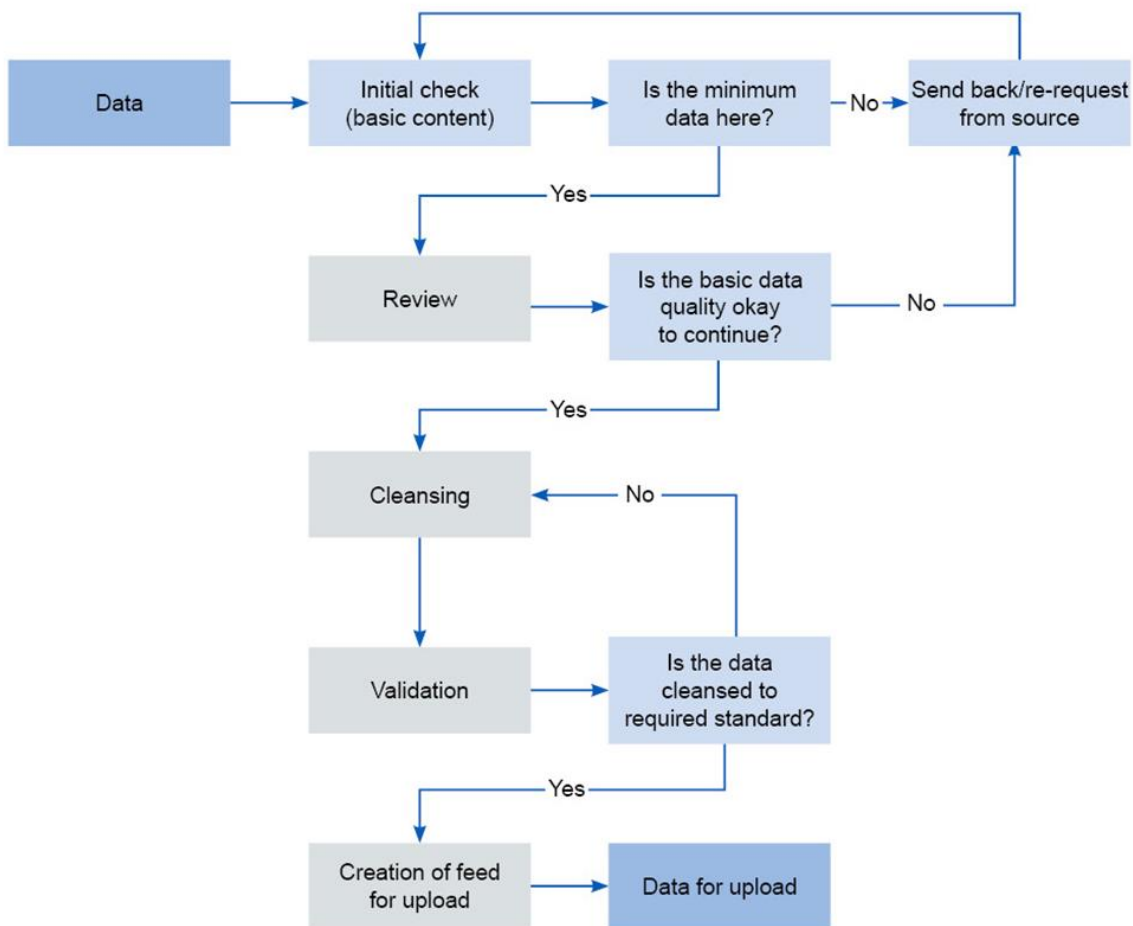 Data
Initial check
(basic content)
Is the minimum
data here?
No
Send back/re-request
from source
Yes
Review
Is the basic data
quality okay
to continue?
No
Yes
Cleansing
No
Validation
Is the data
cleansed to
required standard?
Yes
Creation of feed
for upload
Data for upload